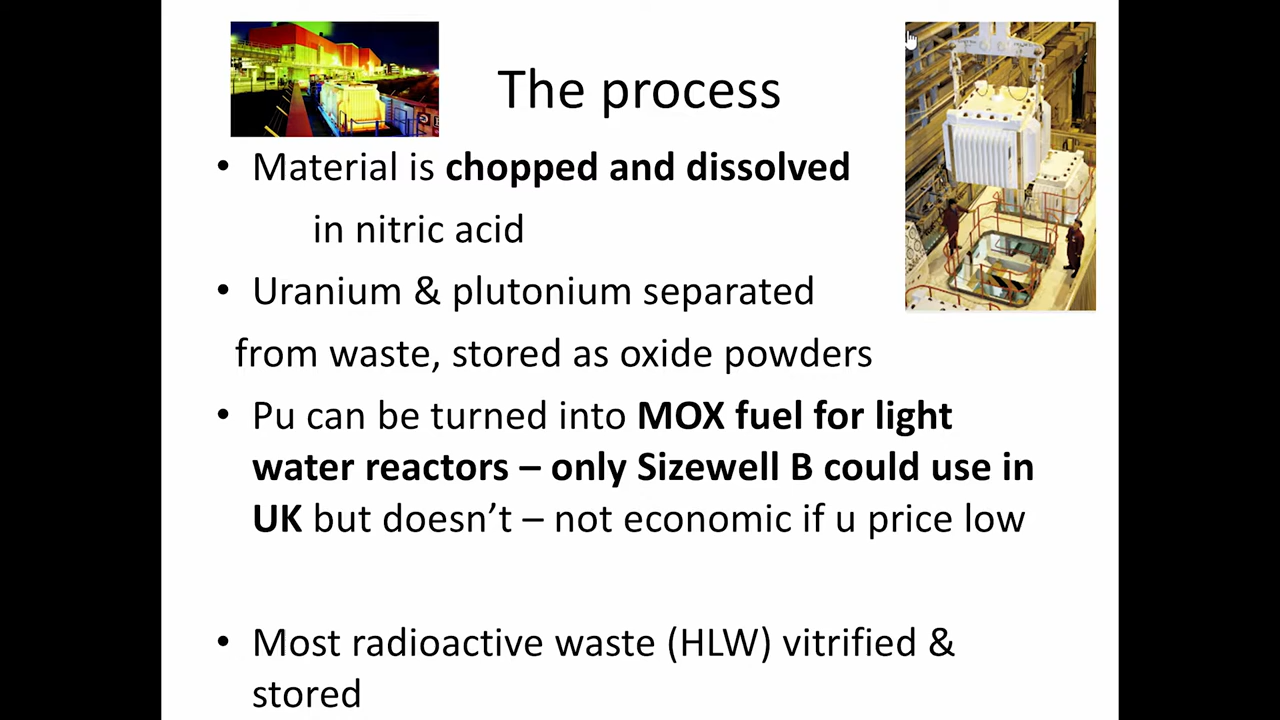 The process
• Material is chopped and dissolved
in nitric acid
• Uranium & plutonium separated
from waste, stored as oxide powders
• Pu can be turned into MOX fuel for light
water reactors – only Sizewell B could use in
UK but doesn’t – not economic if u price low
• Most radioactive waste (HLW) vitrified &
stored